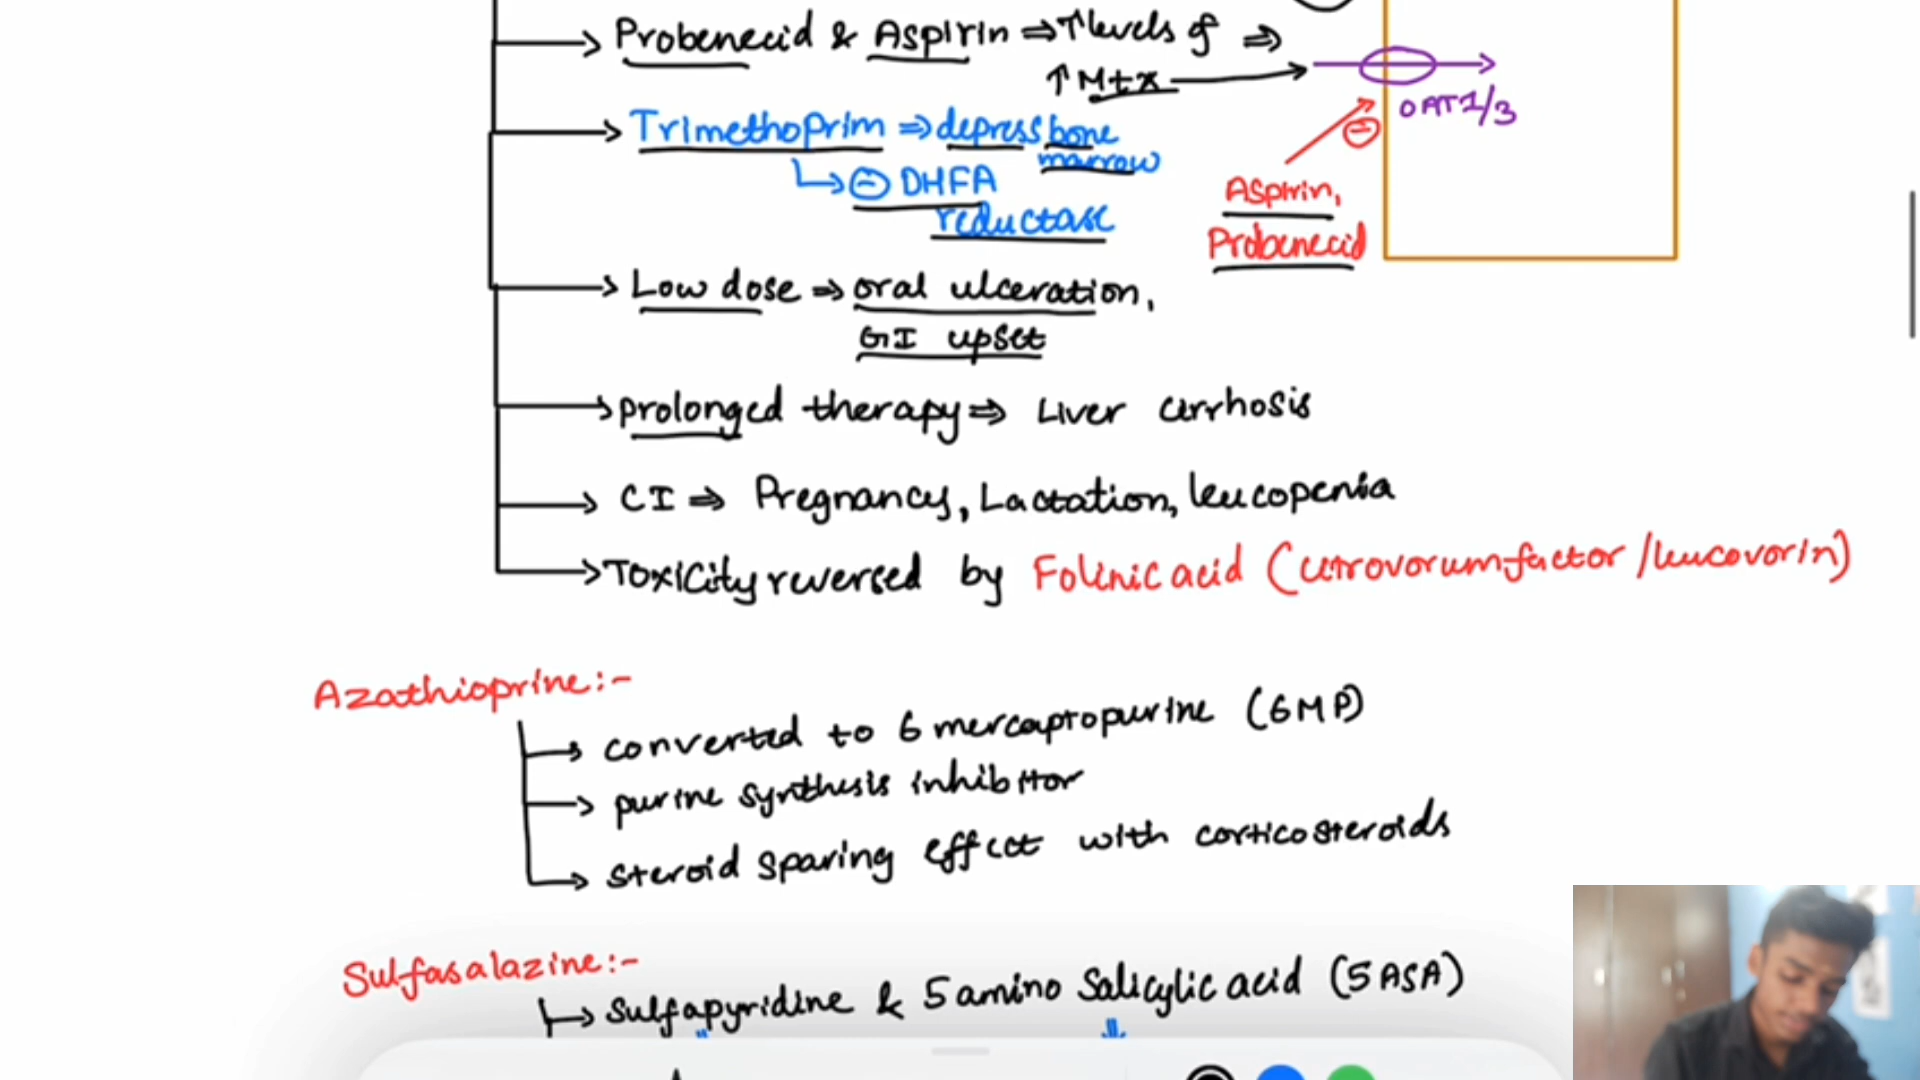 Probenecid & Aspirin ⇒ ↑levels of ⇒
↑ Mtx
OAT1/3
Trimethoprim ⇒ depress bone
marrow
⊖ DHFA
reductase
⊖
Aspirin,
Probenecid
Low dose ⇒ oral ulceration,
GI upset
prolonged therapy ⇒ Liver cirrhosis
CI ⇒ Pregnancy, Lactation, leucopenia
Toxicity reversed by Folinic acid (citrovorum factor / leucovorin)
Azathioprine:-
converted to 6 mercaptopurine (6MP)
purine synthesis inhibitor
steroid sparing effect with corticosteroids
Sulfasalazine:-
Sulfapyridine & 5 amino Salicylic acid (5 ASA)